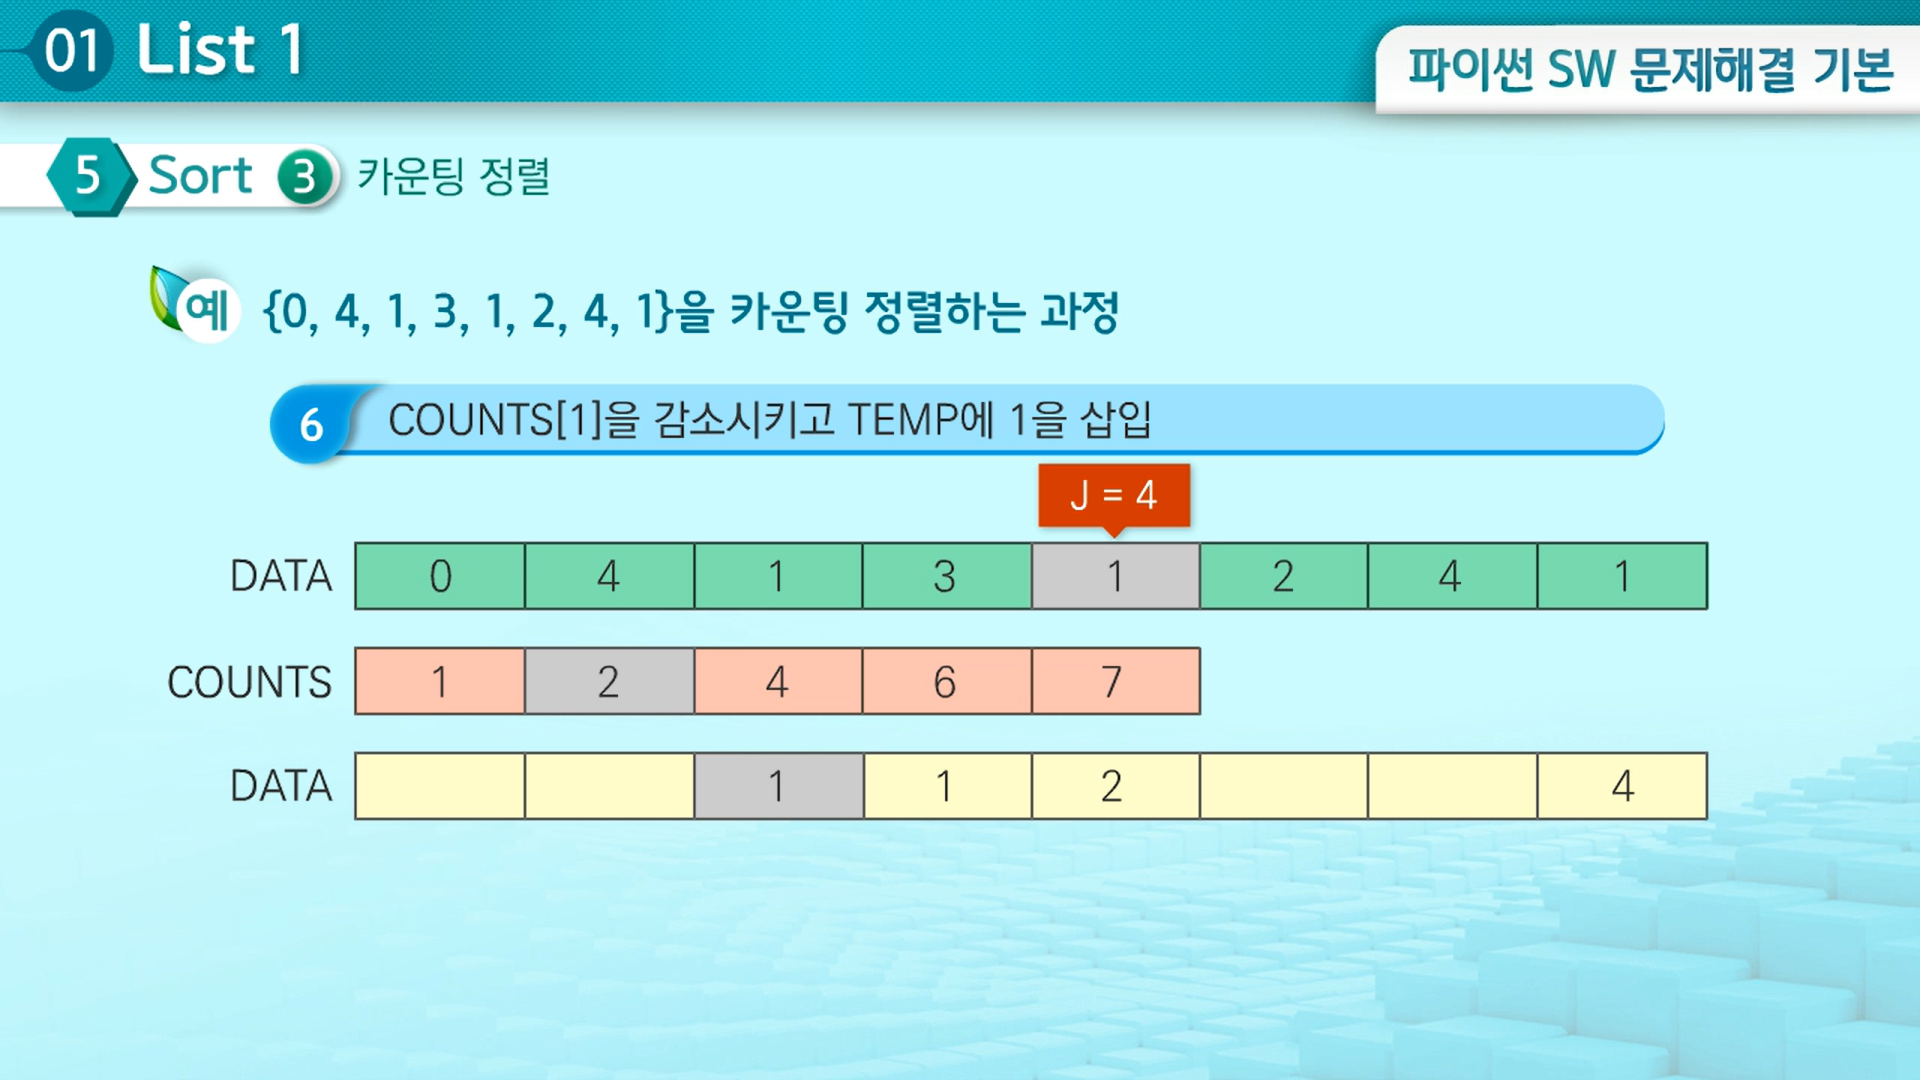 01 List 1
파이썬 SW 문제해결 기본
5 Sort 3 카운팅 정렬
예 {0, 4, 1, 3, 1, 2, 4, 1}을 카운팅 정렬하는 과정
6 COUNTS[1]을 감소시키고 TEMP에 1을 삽입
J = 4
DATA 0 4 1 3 1 2 4 1
COUNTS 1 2 4 6 7
DATA 1 1 2 4